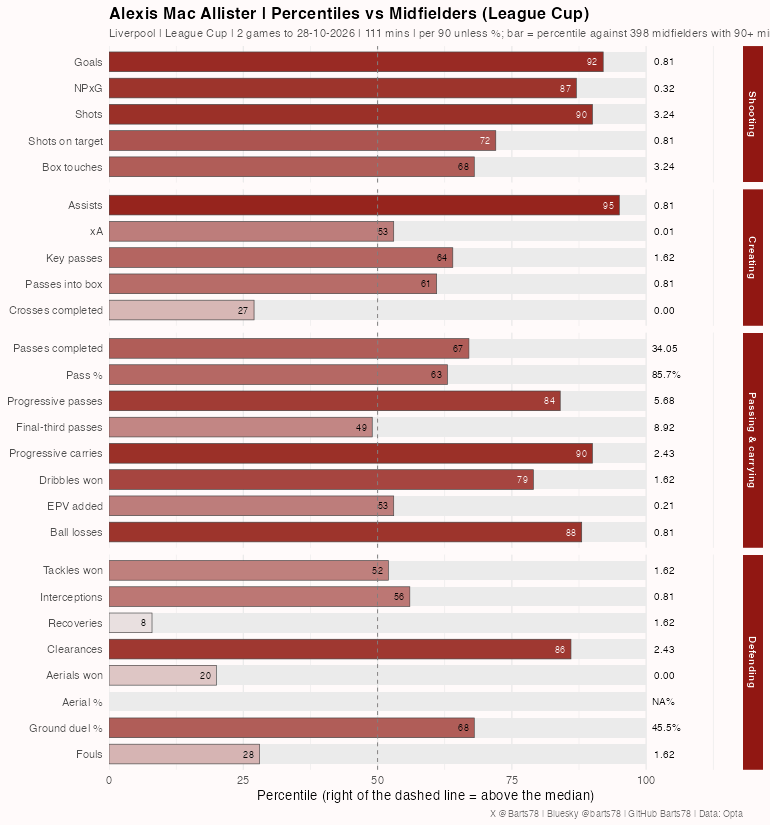 Alexis Mac Allister | Percentiles vs Midfielders (League Cup)
Liverpool | League Cup | 2 games to 28-10-2026 | 111 mins | per 90 unless %; bar = percentile against 398 midfielders with 90+ mi
Goals 92 0.81
NPxG 87 0.32
Shots 90 3.24
Shots on target 72 0.81
Box touches 68 3.24
Shooting
Assists 95 0.81
xA 53 0.01
Key passes 64 1.62
Passes into box 61 0.81
Crosses completed 27 0.00
Creating
Passes completed 67 34.05
Pass % 63 85.7%
Progressive passes 84 5.68
Final-third passes 49 8.92
Progressive carries 90 2.43
Dribbles won 79 1.62
EPV added 53 0.21
Ball losses 88 0.81
Passing & carrying
Tackles won 52 1.62
Interceptions 56 0.81
Recoveries 8 1.62
Clearances 86 2.43
Aerials won 20 0.00
Aerial % NA%
Ground duel % 68 45.5%
Fouls 28 1.62
Defending
0 25 50 75 100
Percentile (right of the dashed line = above the median)
X @Barts78 | Bluesky @barts78 | GitHub Barts78 | Data: Opta